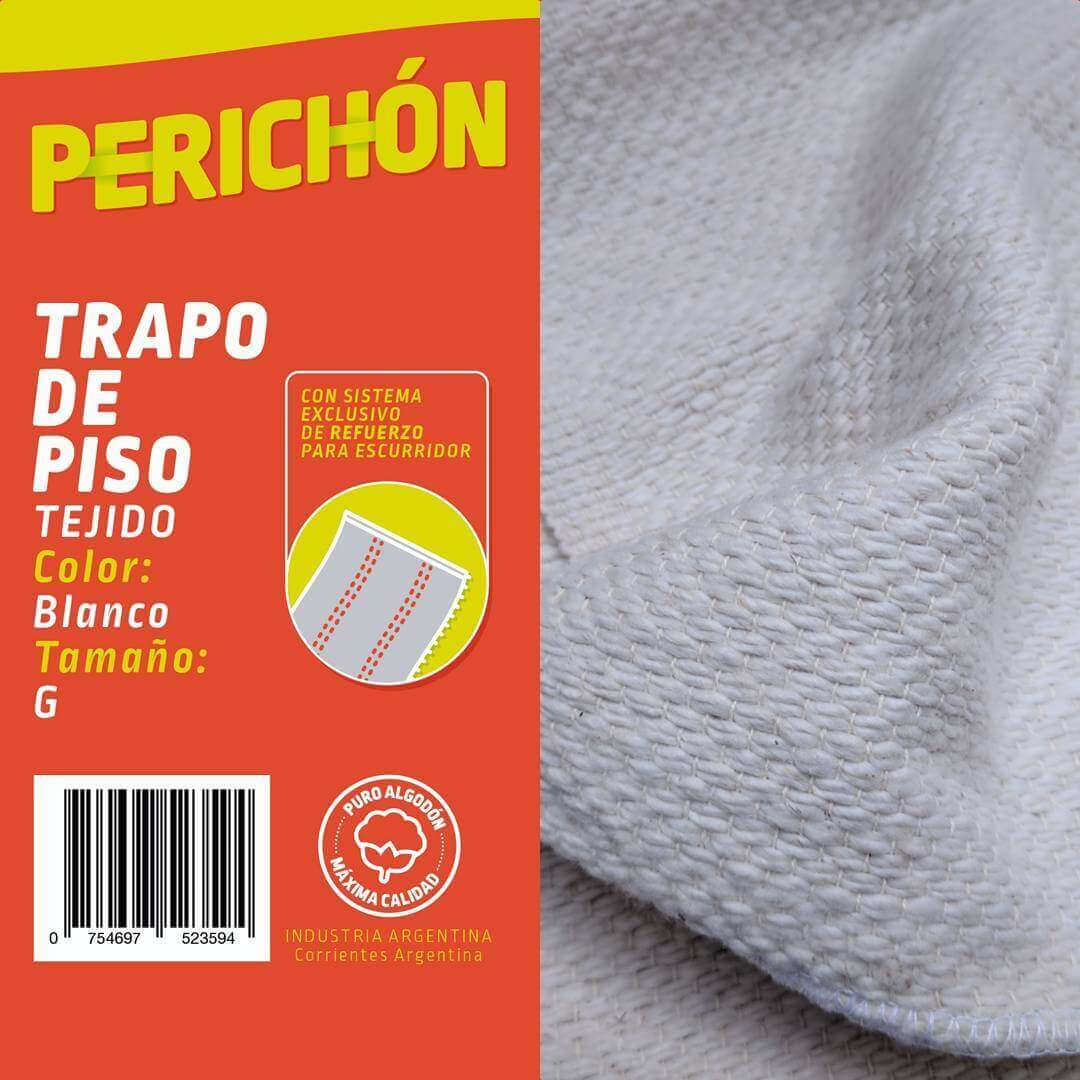 PERICHÓN
TRAPO
DE
PISO
TEJIDO
Color:
Blanco
Tamaño:
G
CON SISTEMA
EXCLUSIVO
DE REFUERZO
PARA ESCURRIDOR
0 754697 523594
PURO ALGODÓN
MÁXIMA CALIDAD
INDUSTRIA ARGENTINA
Corrientes Argentina